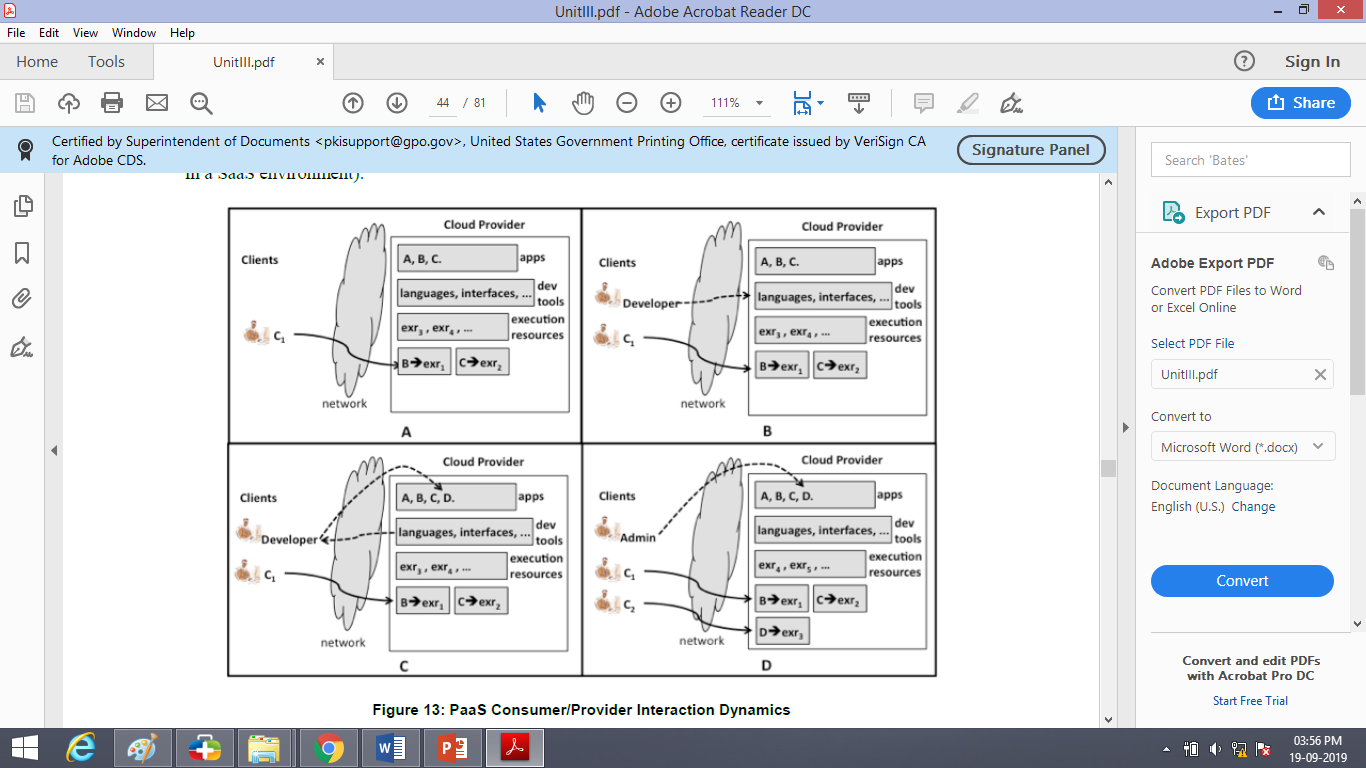 UnitIII.pdf - Adobe Acrobat Reader DC
File Edit View Window Help
Home Tools UnitIII.pdf × ? Sign In
44 / 81 111% Share
Certified by Superintendent of Documents <pkisupport@gpo.gov>, United States Government Printing Office, certificate issued by VeriSign CA
for Adobe CDS.
Signature Panel
in a SaaS environment).
Cloud Provider
Clients
A, B, C. apps
languages, interfaces, ... dev tools
exr3 , exr4 , ... execution resources
C1
B➔exr1 C➔exr2
network
A
Cloud Provider
Clients
A, B, C. apps
Developer
languages, interfaces, ... dev tools
exr3 , exr4 , ... execution resources
C1
B➔exr1 C➔exr2
network
B
Cloud Provider
Clients
A, B, C, D. apps
Developer
languages, interfaces, ... dev tools
exr3 , exr4 , ... execution resources
C1
B➔exr1 C➔exr2
network
C
Cloud Provider
Clients
A, B, C, D. apps
Admin
languages, interfaces, ... dev tools
exr4 , exr5 , ... execution resources
C1
B➔exr1 C➔exr2
C2
D➔exr3
network
D
Figure 13: PaaS Consumer/Provider Interaction Dynamics
Search 'Bates'
Export PDF
Adobe Export PDF
Convert PDF Files to Word
or Excel Online
Select PDF File
UnitIII.pdf
Convert to
Microsoft Word (*.docx)
Document Language:
English (U.S.) Change
Convert
Convert and edit PDFs
with Acrobat Pro DC
Start Free Trial
03:56 PM
19-09-2019